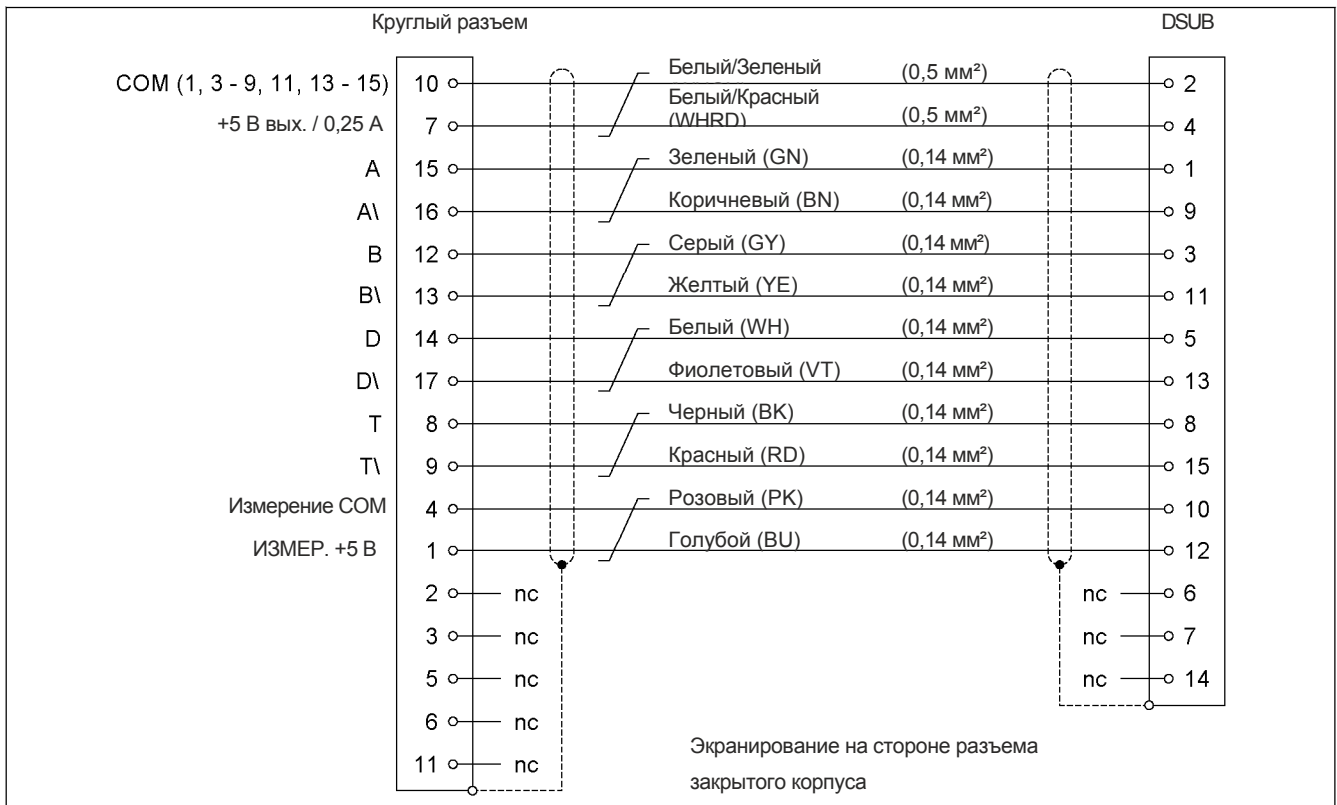 Круглый разъем DSUB
COM (1, 3 - 9, 11, 13 - 15) 10 Белый/Зеленый (0,5 мм²) 2
+5 В вых. / 0,25 А 7 Белый/Красный (WHRD) (0,5 мм²) 4
A 15 Зеленый (GN) (0,14 мм²) 1
A\ 16 Коричневый (BN) (0,14 мм²) 9
B 12 Серый (GY) (0,14 мм²) 3
B\ 13 Желтый (YE) (0,14 мм²) 11
D 14 Белый (WH) (0,14 мм²) 5
D\ 17 Фиолетовый (VT) (0,14 мм²) 13
T 8 Черный (BK) (0,14 мм²) 8
T\ 9 Красный (RD) (0,14 мм²) 15
Измерение COM 4 Розовый (PK) (0,14 мм²) 10
ИЗМЕР. +5 В 1 Голубой (BU) (0,14 мм²) 12
2 nc nc 6
3 nc nc 7
5 nc nc 14
6 nc
11 nc
Экранирование на стороне разъема
закрытого корпуса